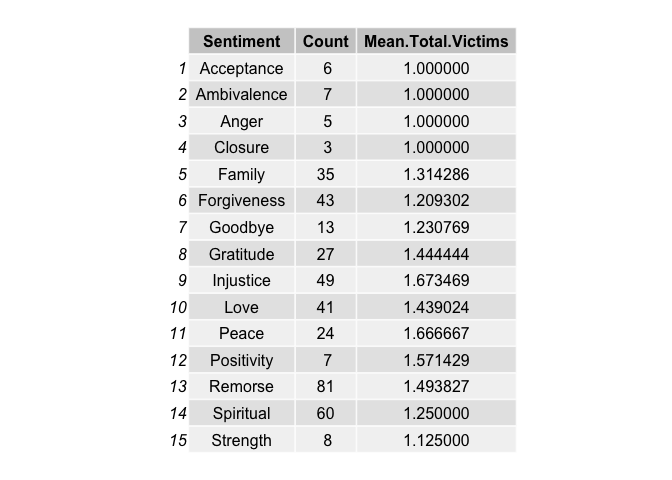 Sentiment Count Mean.Total.Victims
1 Acceptance 6 1.000000
2 Ambivalence 7 1.000000
3 Anger 5 1.000000
4 Closure 3 1.000000
5 Family 35 1.314286
6 Forgiveness 43 1.209302
7 Goodbye 13 1.230769
8 Gratitude 27 1.444444
9 Injustice 49 1.673469
10 Love 41 1.439024
11 Peace 24 1.666667
12 Positivity 7 1.571429
13 Remorse 81 1.493827
14 Spiritual 60 1.250000
15 Strength 8 1.125000